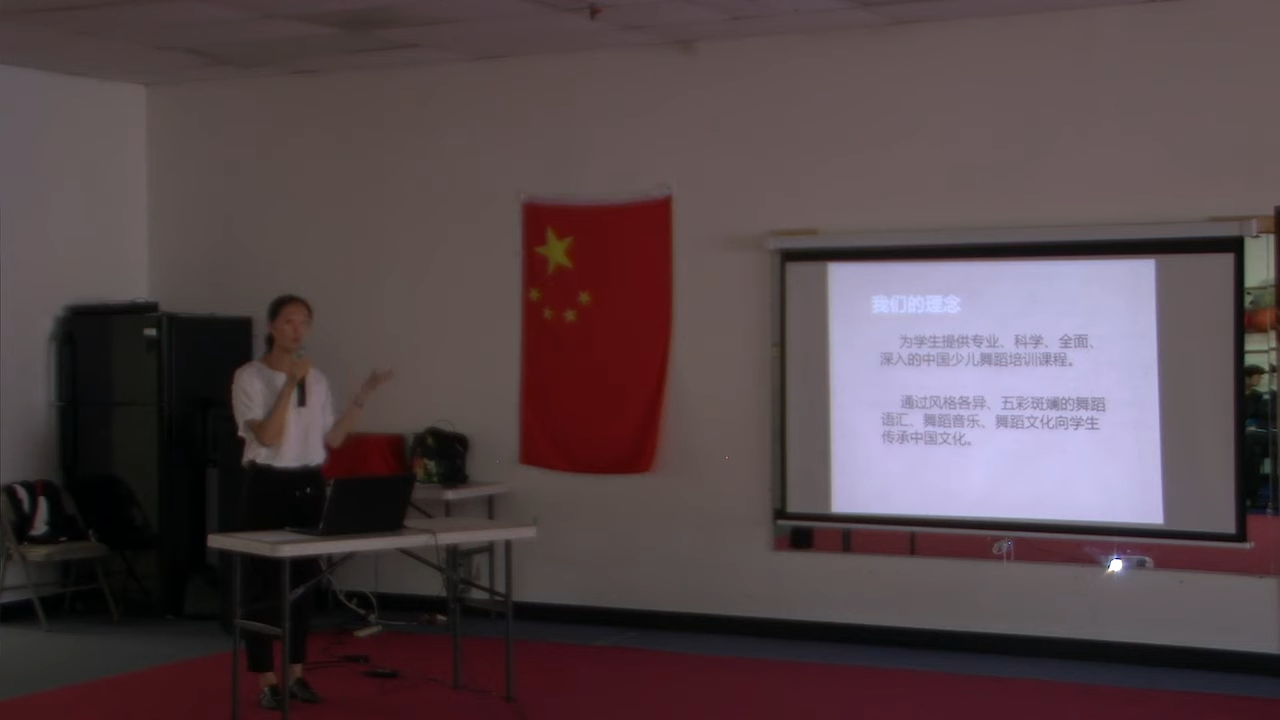 我们的理念
为学生提供专业、科学、全面、
深入的中国少儿舞蹈培训课程。
通过风格各异、五彩斑斓的舞蹈
语汇、舞蹈音乐、舞蹈文化向学生
传承中国文化。